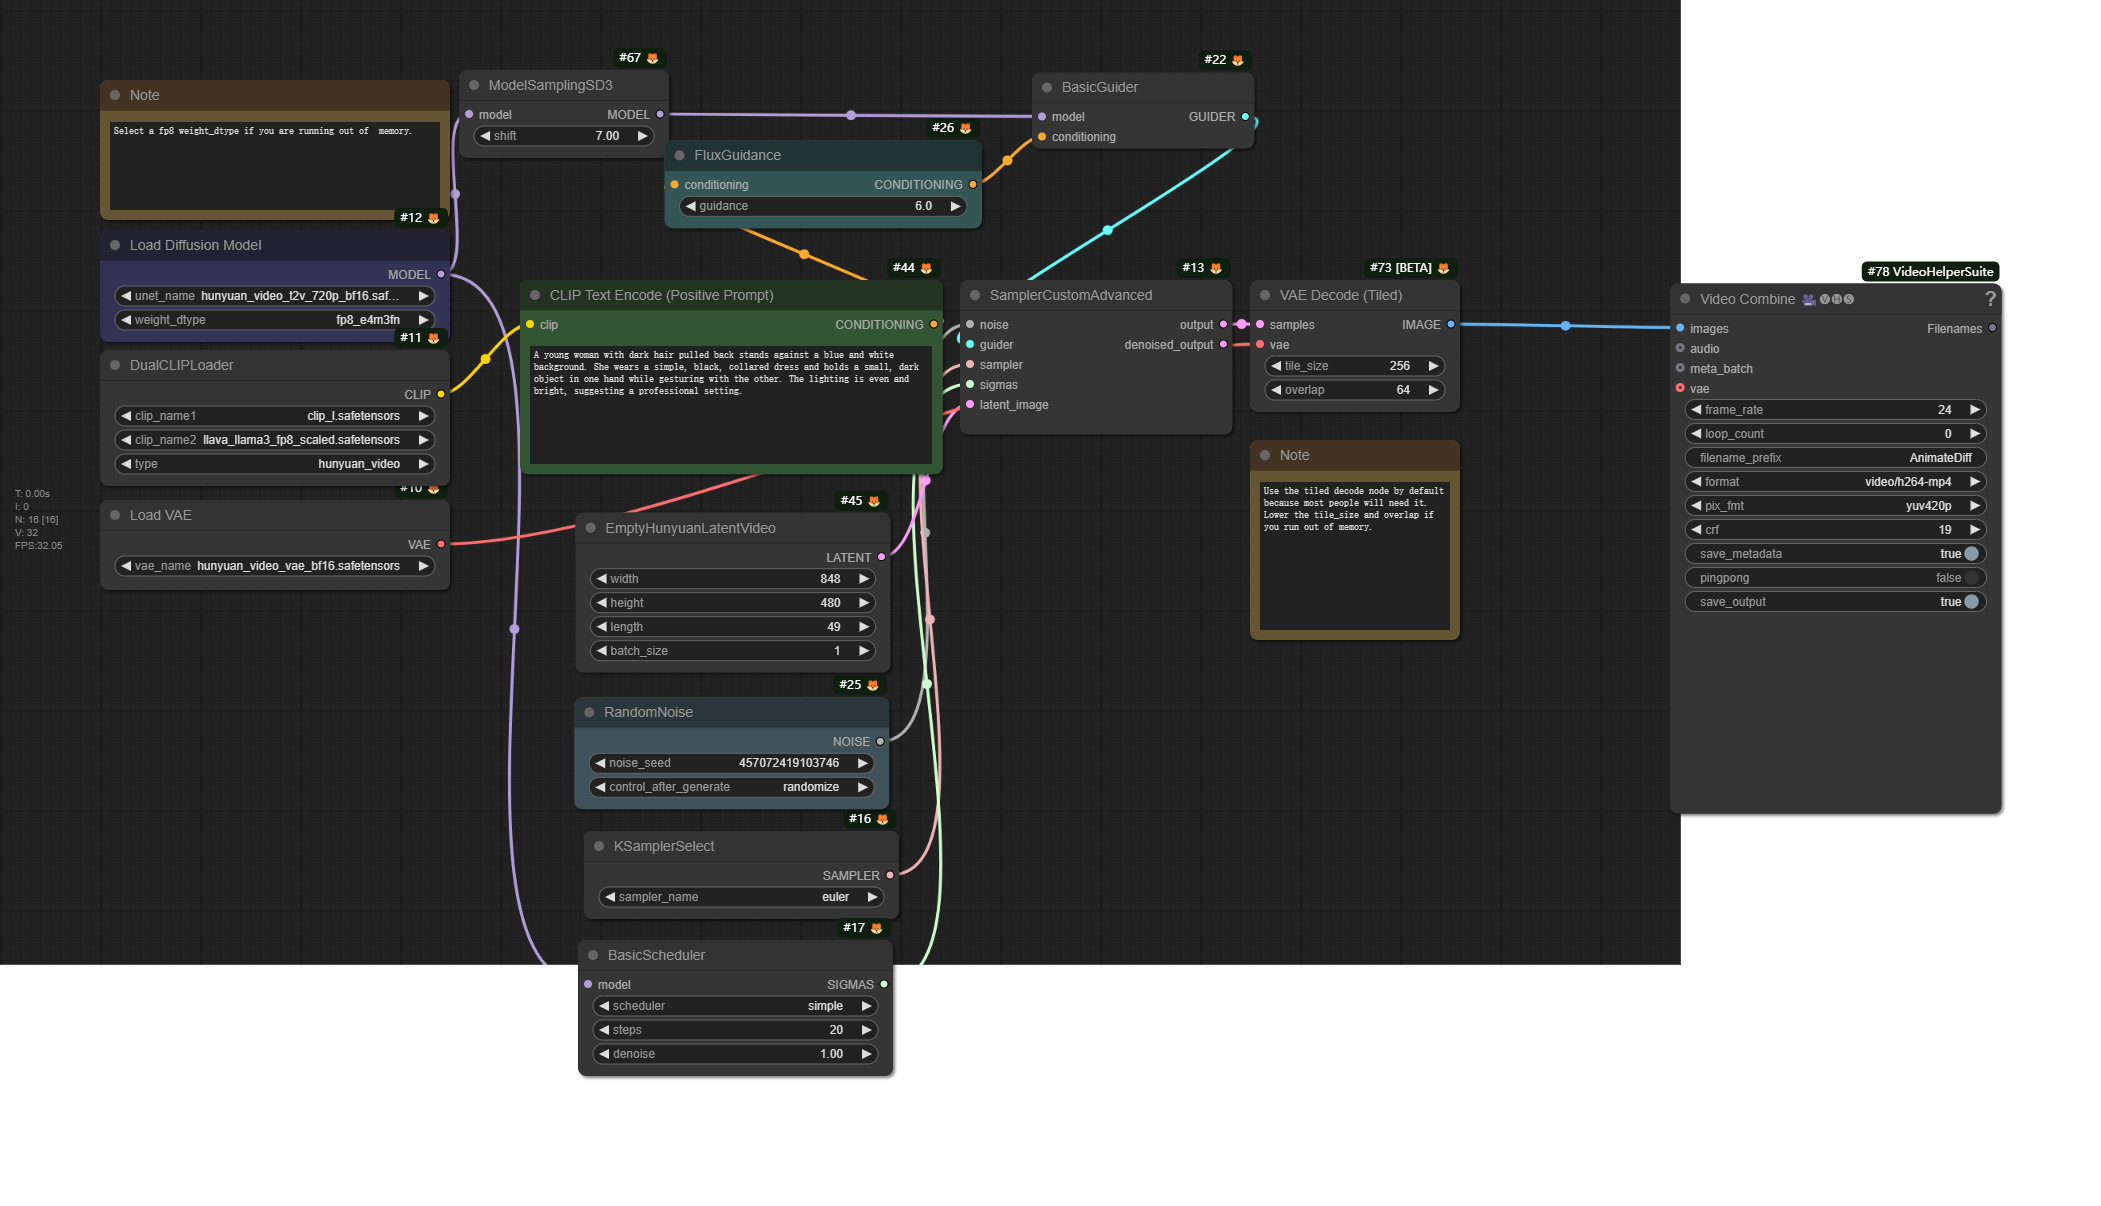 Note
Select a fp8 weight_dtype if you are running out of  memory.
#12
Load Diffusion Model
MODEL
unet_name hunyuan_video_t2v_720p_bf16.saf...
weight_dtype fp8_e4m3fn
#11
DualCLIPLoader
CLIP
clip_name1 clip_l.safetensors
clip_name2 llava_llama3_fp8_scaled.safetensors
type hunyuan_video
#10
Load VAE
VAE
vae_name hunyuan_video_vae_bf16.safetensors
T: 0.00s
I: 0
N: 16 [16]
V: 32
FPS:32.05
#67
ModelSamplingSD3
model MODEL
shift 7.00
#26
FluxGuidance
conditioning CONDITIONING
guidance 6.0
#22
BasicGuider
model GUIDER
conditioning
#44
CLIP Text Encode (Positive Prompt)
clip CONDITIONING
A young woman with dark hair pulled back stands against a blue and white
background. She wears a simple, black, collared dress and holds a small, dark
object in one hand while gesturing with the other. The lighting is even and
bright, suggesting a professional setting.
#45
EmptyHunyuanLatentVideo
LATENT
width 848
height 480
length 49
batch_size 1
#25
RandomNoise
NOISE
noise_seed 457072419103746
control_after_generate randomize
#16
KSamplerSelect
SAMPLER
sampler_name euler
#17
BasicScheduler
model SIGMAS
scheduler simple
steps 20
denoise 1.00
#13
SamplerCustomAdvanced
noise output
guider denoised_output
sampler
sigmas
latent_image
#73 [BETA]
VAE Decode (Tiled)
samples IMAGE
vae
tile_size 256
overlap 64
Note
Use the tiled decode node by default
because most people will need it.
Lower the tile_size and overlap if
you run out of memory.
#78 VideoHelperSuite
Video Combine 🎥🅥🅗🅢 ?
images Filenames
audio
meta_batch
vae
frame_rate 24
loop_count 0
filename_prefix AnimateDiff
format video/h264-mp4
pix_fmt yuv420p
crf 19
save_metadata true
pingpong false
save_output true